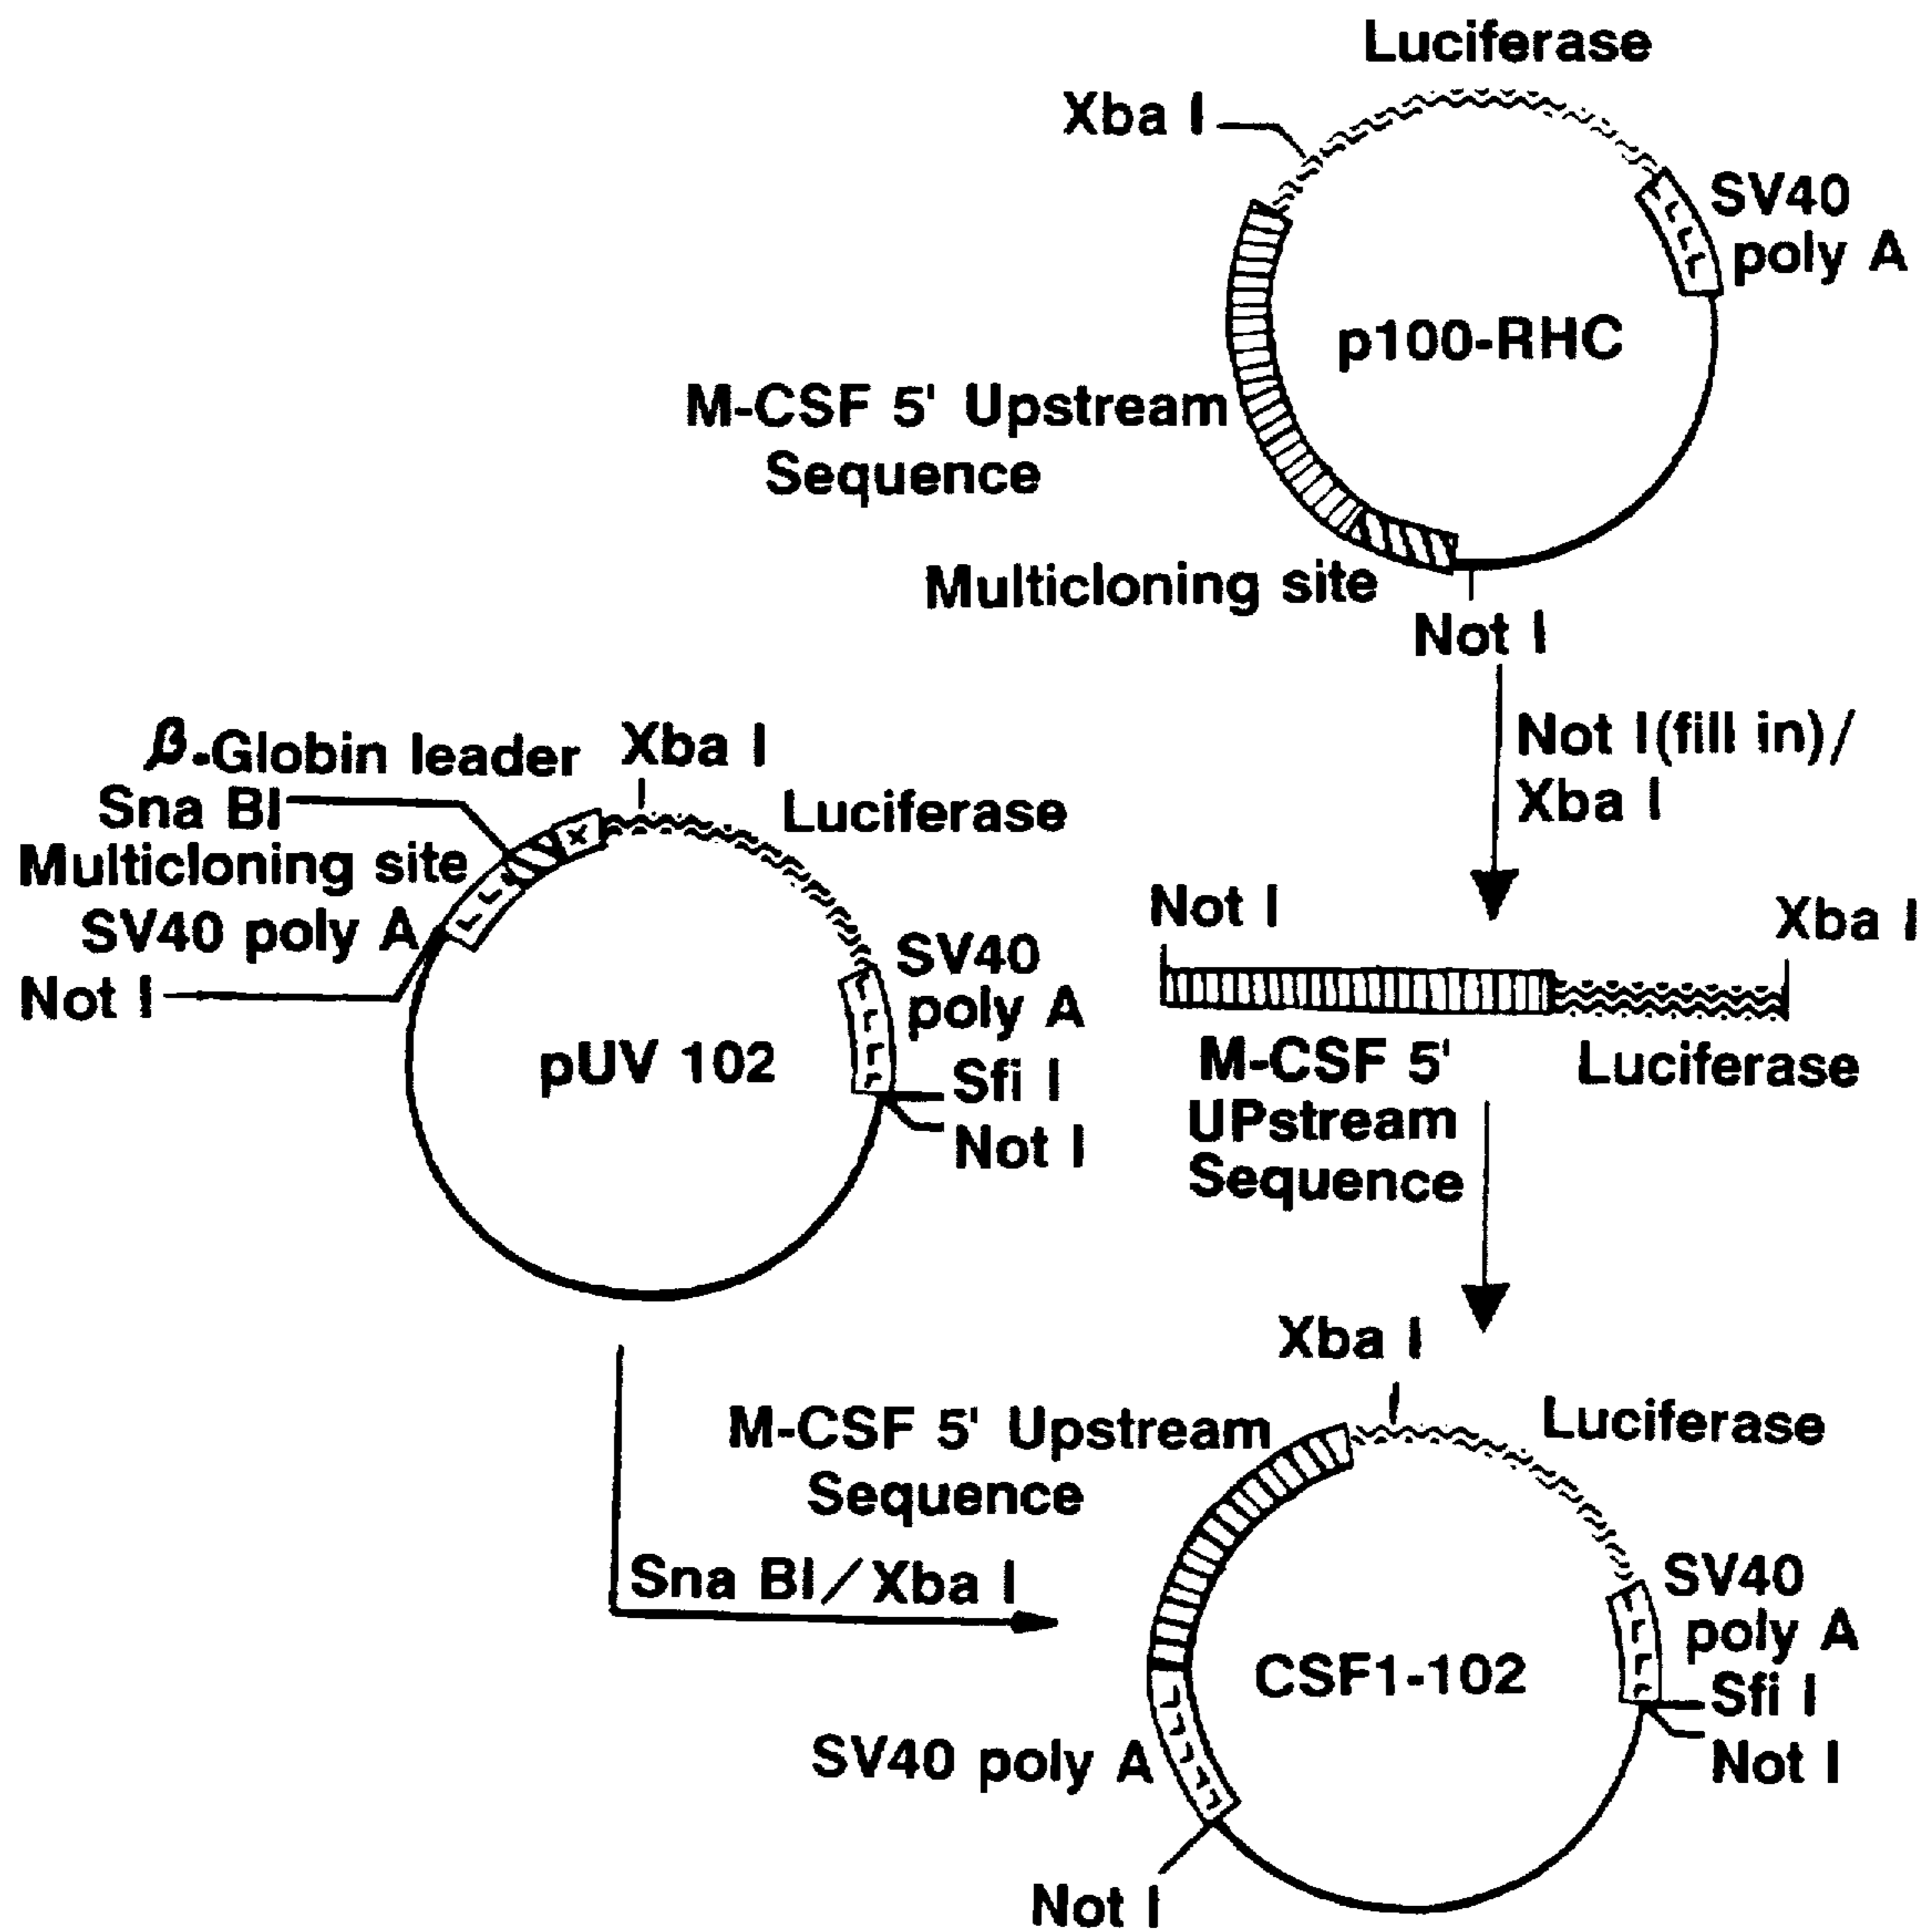 Luciferase
Xba I
SV40
poly A
p100-RHC
M-CSF 5' Upstream
Sequence
Multicloning site
Not I
Not I(fill in)/
Xba I
β-Globin leader
Xba I
Sna BI
Luciferase
Multicloning site
SV40 poly A
Not I
SV40
poly A
Sfi I
Not I
pUV 102
Not I
Xba I
M-CSF 5'
UPstream
Sequence
Luciferase
Sna BI/Xba I
Xba I
M-CSF 5' Upstream
Sequence
Luciferase
SV40
poly A
Sfi I
Not I
CSF1-102
SV40 poly A
Not I